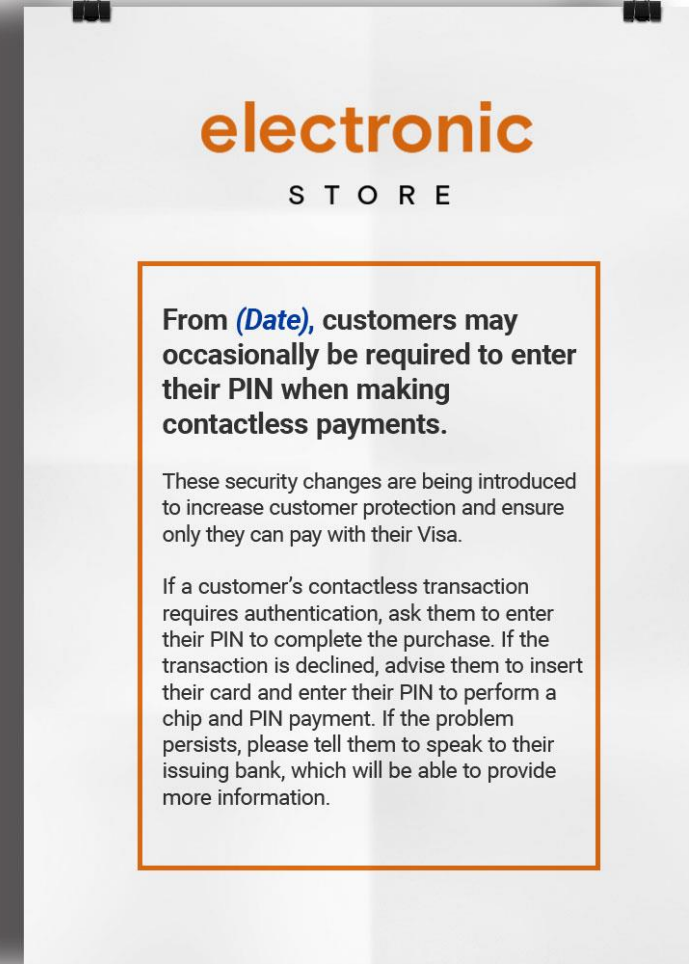 electronic
STORE
From (Date), customers may
occasionally be required to enter
their PIN when making
contactless payments.
These security changes are being introduced
to increase customer protection and ensure
only they can pay with their Visa.
If a customer's contactless transaction
requires authentication, ask them to enter
their PIN to complete the purchase. If the
transaction is declined, advise them to insert
their card and enter their PIN to perform a
chip and PIN payment. If the problem
persists, please tell them to speak to their
issuing bank, which will be able to provide
more information.